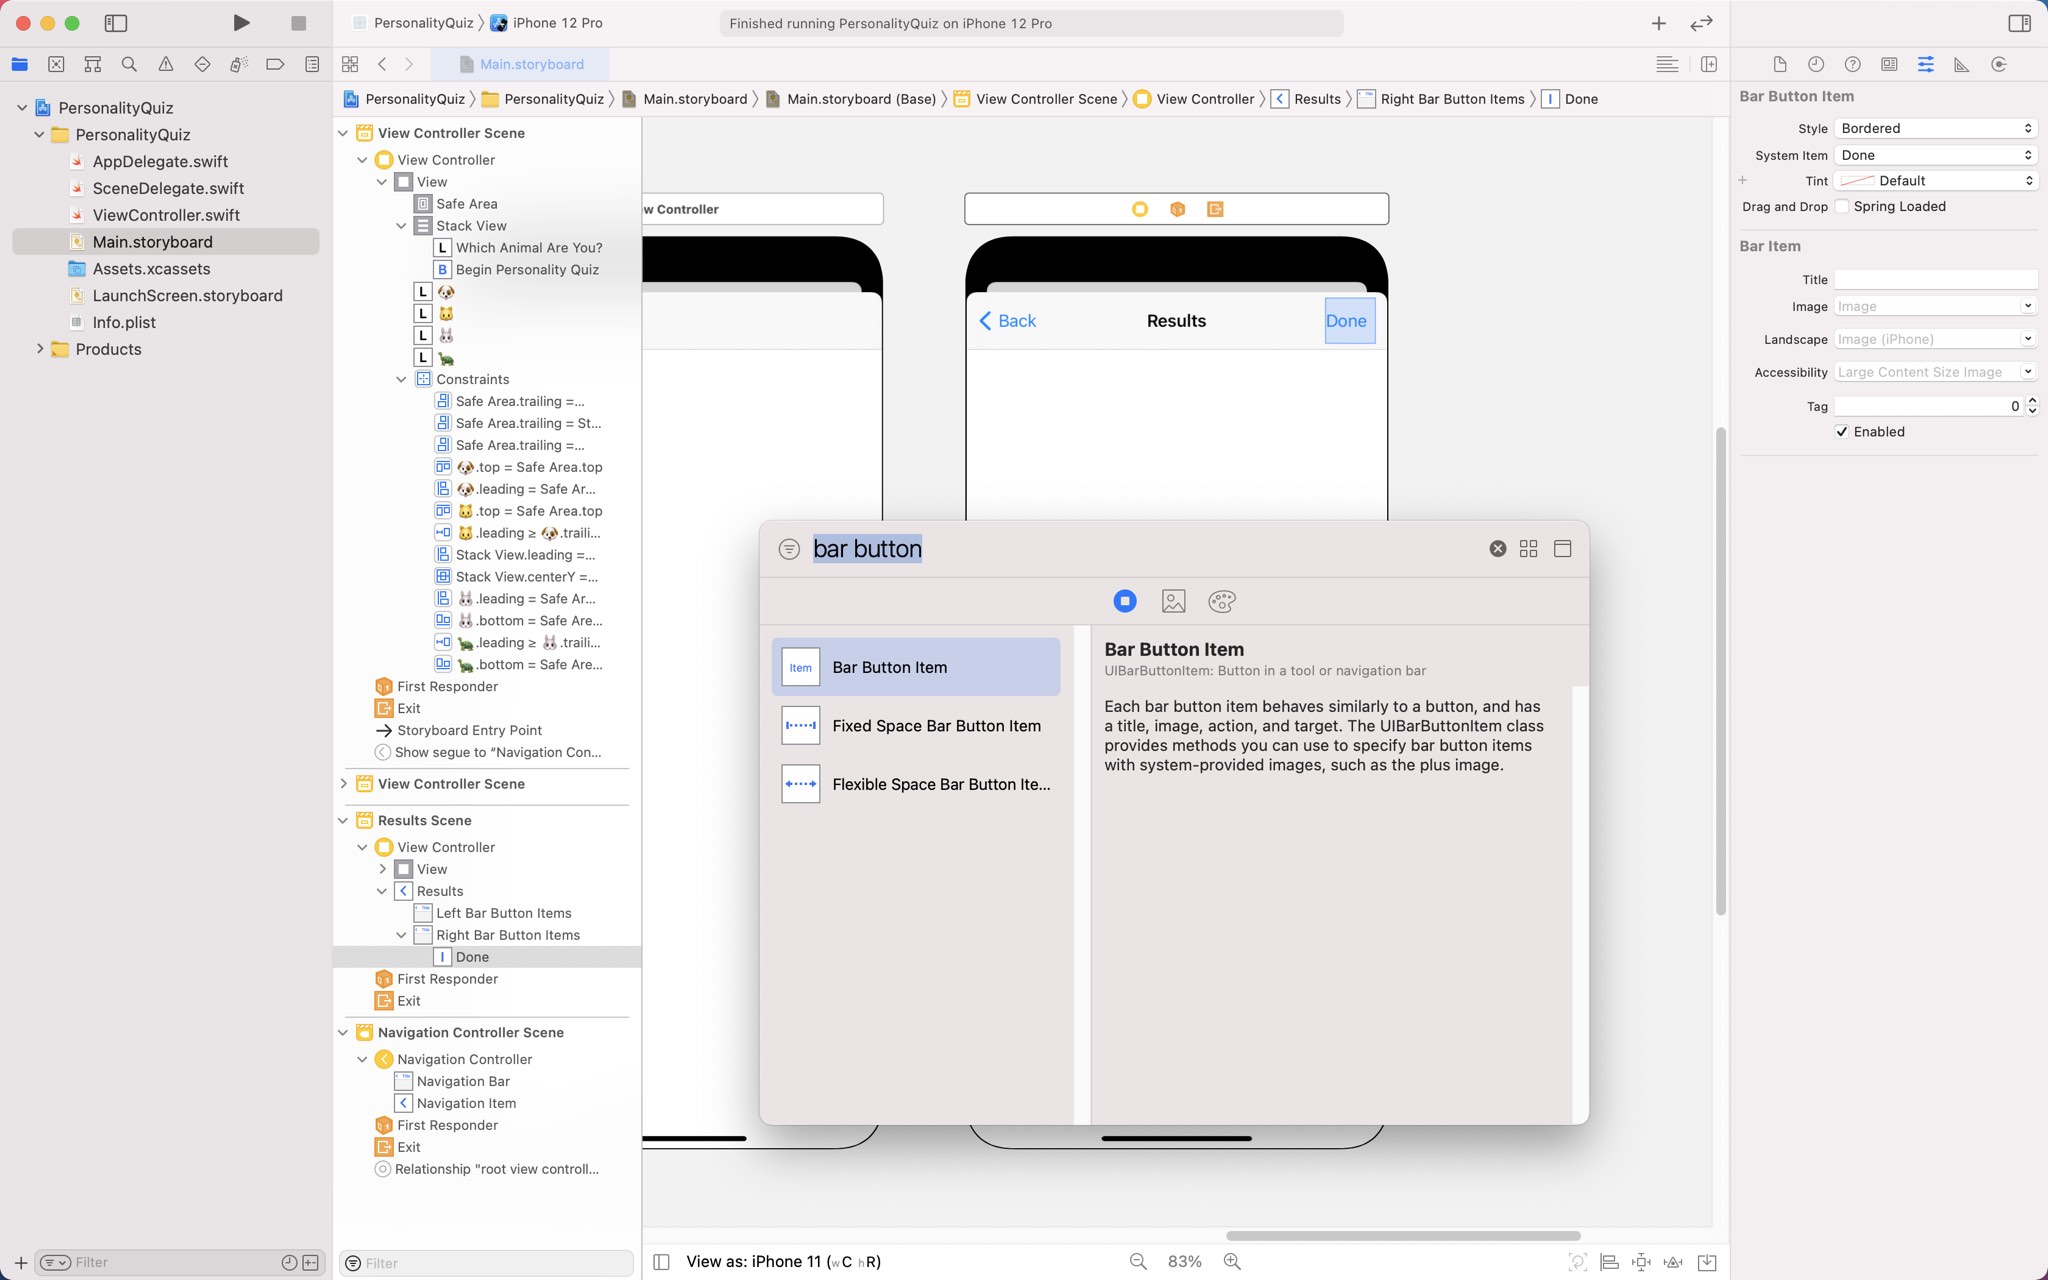 PersonalityQuiz
iPhone 12 Pro
Finished running PersonalityQuiz on iPhone 12 Pro
Main.storyboard
PersonalityQuiz
PersonalityQuiz
AppDelegate.swift
SceneDelegate.swift
ViewController.swift
Main.storyboard
Assets.xcassets
LaunchScreen.storyboard
Info.plist
Products
Filter
PersonalityQuiz
PersonalityQuiz
Main.storyboard
Main.storyboard (Base)
View Controller Scene
View Controller
Results
Right Bar Button Items
I
Done
View Controller Scene
View Controller
View
Safe Area
Stack View
L Which Animal Are You?
B Begin Personality Quiz
L 🐶
L 🐱
L 🐰
L 🐢
Constraints
Safe Area.trailing =...
Safe Area.trailing = St...
Safe Area.trailing =...
🐶.top = Safe Area.top
🐶.leading = Safe Ar...
🐱.top = Safe Area.top
🐱.leading ≥ 🐶.traili...
Stack View.leading =...
Stack View.centerY =...
🐰.leading = Safe Ar...
🐰.bottom = Safe Are...
🐢.leading ≥ 🐰.traili...
🐢.bottom = Safe Are...
First Responder
Exit
Storyboard Entry Point
Show segue to “Navigation Con...
View Controller Scene
Results Scene
View Controller
View
Results
Left Bar Button Items
Right Bar Button Items
I Done
First Responder
Exit
Navigation Controller Scene
Navigation Controller
Navigation Bar
Navigation Item
First Responder
Exit
Relationship "root view controll...
Filter
w Controller
Back
Results
Done
bar button
Item
Bar Button Item
Fixed Space Bar Button Item
Flexible Space Bar Button Ite...
Bar Button Item
UIBarButtonItem: Button in a tool or navigation bar
Each bar button item behaves similarly to a button, and has
a title, image, action, and target. The UIBarButtonItem class
provides methods you can use to specify bar button items
with system-provided images, such as the plus image.
View as: iPhone 11 (wC hR)
83%
Bar Button Item
Style Bordered
System Item Done
Tint Default
Drag and Drop Spring Loaded
Bar Item
Title
Image Image
Landscape Image (iPhone)
Accessibility Large Content Size Image
Tag 0
Enabled